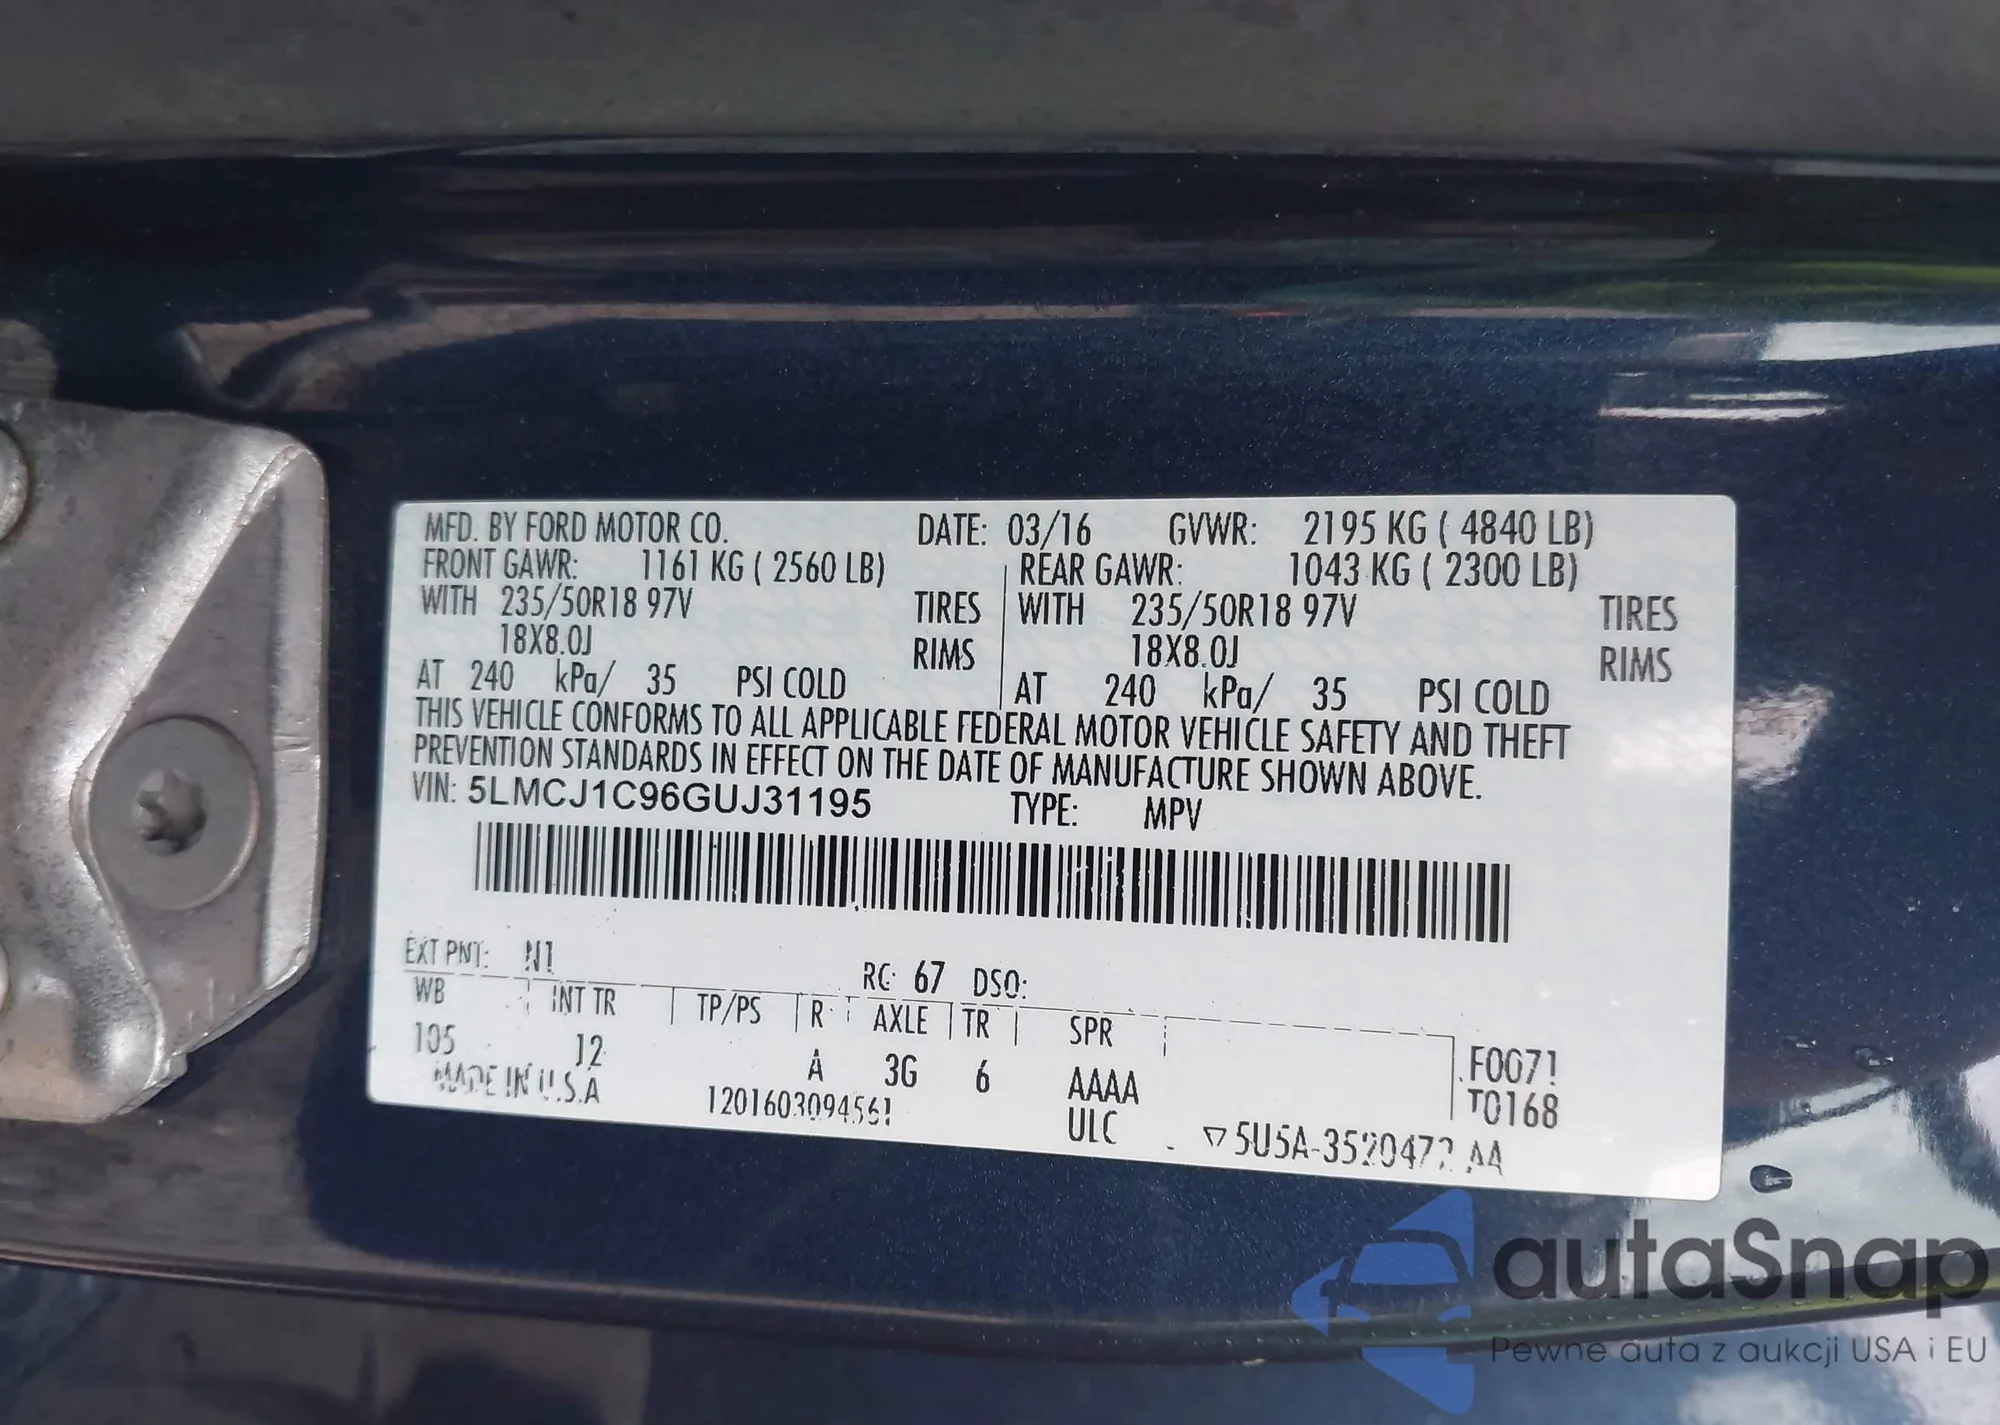 MFD. BY FORD MOTOR CO. DATE: 03/16 GVWR: 2195 KG ( 4840 LB)
FRONT GAWR: 1161 KG ( 2560 LB) REAR GAWR: 1043 KG ( 2300 LB)
WITH 235/50R18 97V TIRES WITH 235/50R18 97V TIRES
18X8.0J RIMS 18X8.0J RIMS
AT 240 kPa/ 35 PSI COLD AT 240 kPa/ 35 PSI COLD
THIS VEHICLE CONFORMS TO ALL APPLICABLE FEDERAL MOTOR VEHICLE SAFETY AND THEFT
PREVENTION STANDARDS IN EFFECT ON THE DATE OF MANUFACTURE SHOWN ABOVE.
VIN: 5LMCJ1C96GUJ31195 TYPE: MPV
EXT PNT: N1 RC: 67 DSO:
WB INT TR TP/PS R AXLE TR SPR
105 J2 A 3G 6 AAAA F0G71
MADE IN U.S.A 1201603094561 ULC T0168
5U5A-3520472 AA
autaSnap
Pewne auta z aukcji USA i EU